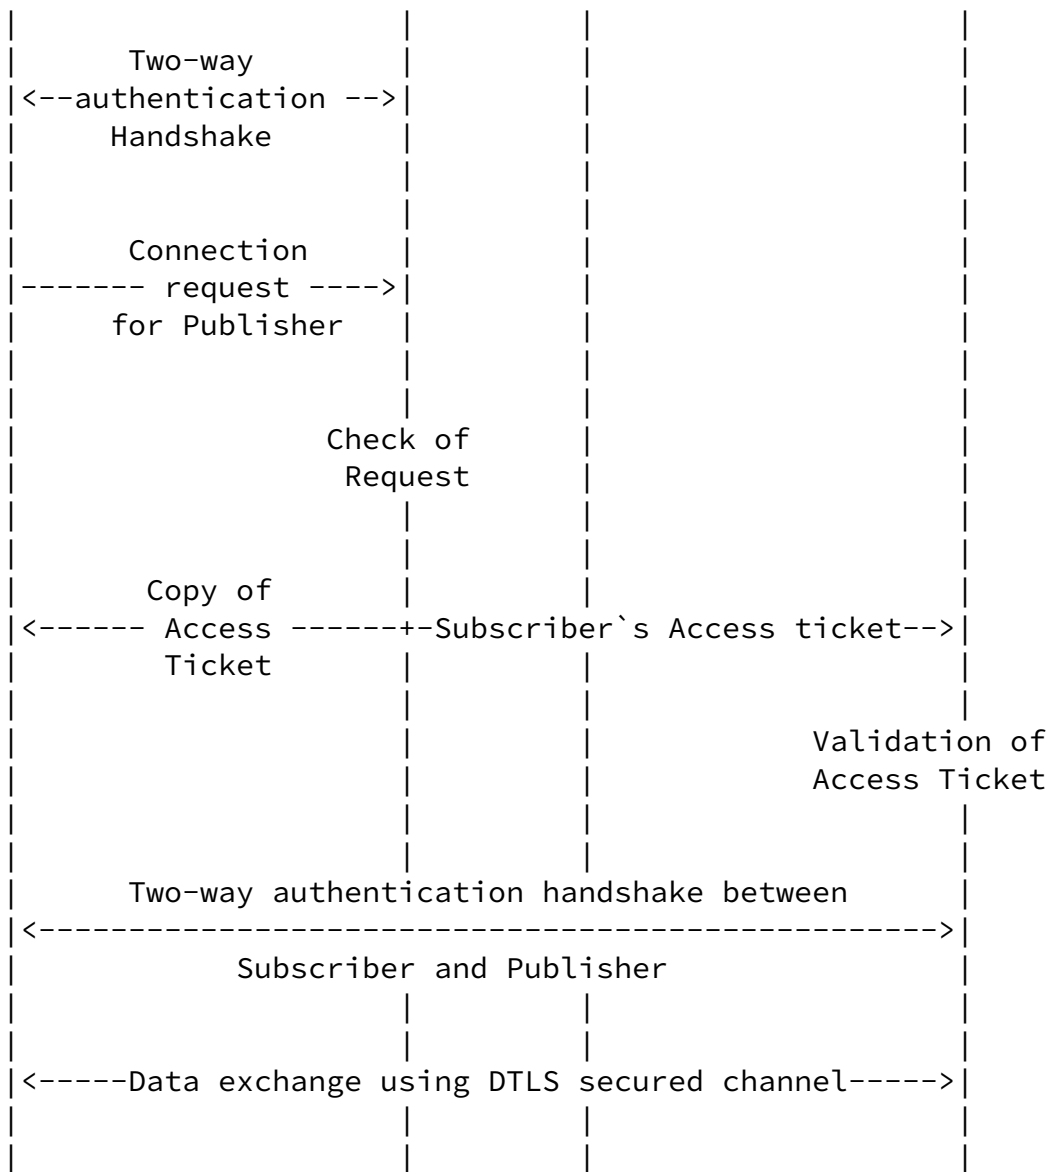 Two-way
<--authentication -->
Handshake
Connection
------- request ---->
for Publisher
Check of
Request
Copy of
<------ Access ------+-Subscriber`s Access ticket-->
Ticket
Validation of
Access Ticket
Two-way authentication handshake between
<-------------------------------------------------->
Subscriber and Publisher
<-----Data exchange using DTLS secured channel----->